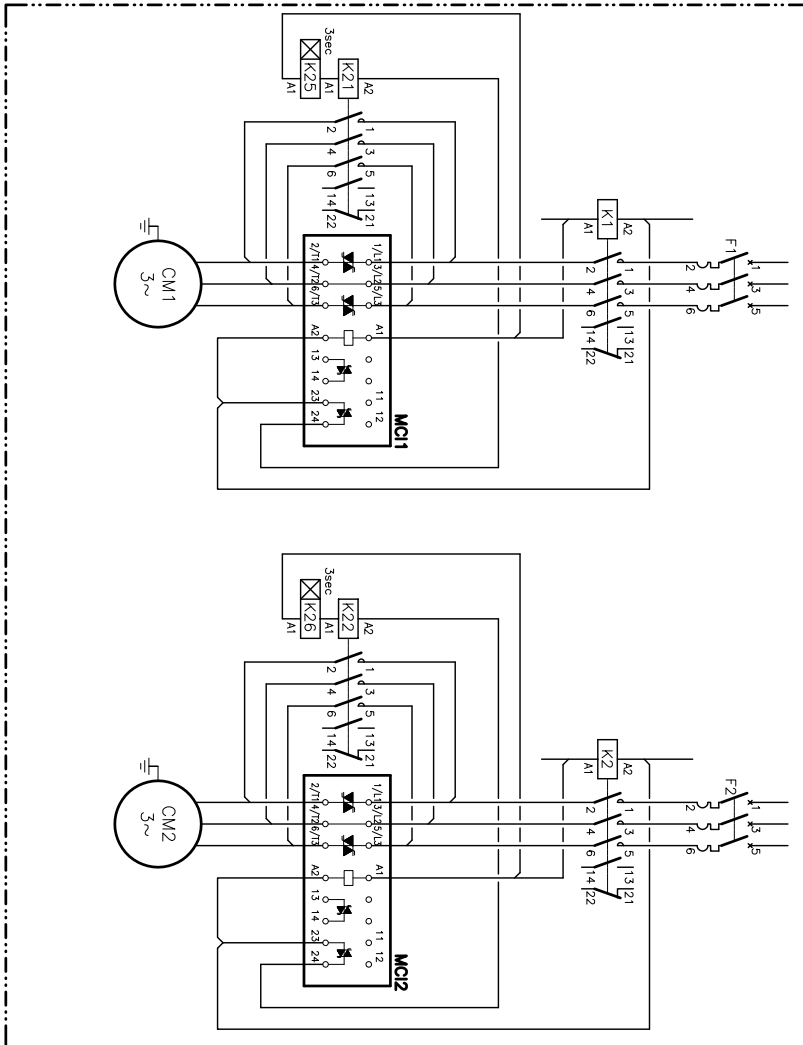 3sec
K25
A1
A1
K21
A2
2
1
4
3
6
5
14
13
22
21
K1
A1
A2
2
1
4
3
6
5
14
13
22
21
F1
2
1
4
3
6
5
CM1
3~
2/T1
4/T2
6/T3
1/L1
3/L2
5/L3
A2
A1
13
14
23
24
11
12
MCI1
3sec
K26
A1
A1
K22
A2
2
1
4
3
6
5
14
13
22
21
K2
A1
A2
2
1
4
3
6
5
14
13
22
21
F2
2
1
4
3
6
5
CM2
3~
2/T1
4/T2
6/T3
1/L1
3/L2
5/L3
A2
A1
13
14
23
24
11
12
MCI2